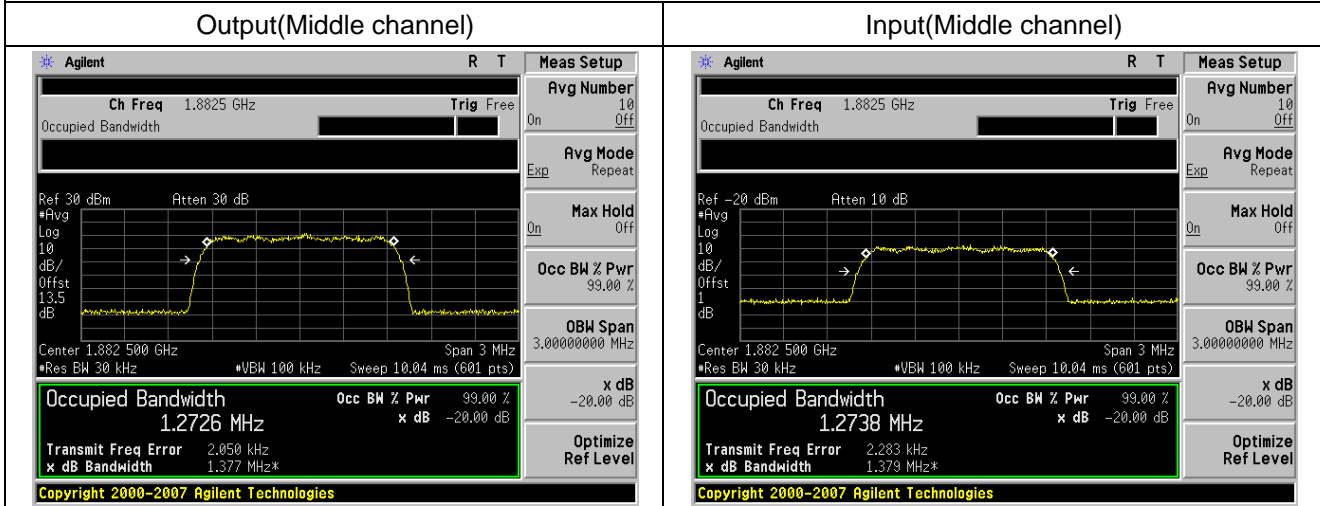 Output(Middle channel)
Input(Middle channel)
Agilent R T
Ch Freq 1.8825 GHz Trig Free
Occupied Bandwidth
Ref 30 dBm Atten 30 dB
#Avg
Log
10
dB/
Offst
13.5
dB
Center 1.882 500 GHz Span 3 MHz
#Res BW 30 kHz #VBW 100 kHz Sweep 10.04 ms (601 pts)
Occupied Bandwidth Occ BW % Pwr 99.00 %
1.2726 MHz x dB -20.00 dB
Transmit Freq Error 2.050 kHz
x dB Bandwidth 1.377 MHz*
Copyright 2000-2007 Agilent Technologies
Meas Setup
Avg Number
10
On Off
Avg Mode
Exp Repeat
Max Hold
On Off
Occ BW % Pwr
99.00 %
OBW Span
3.00000000 MHz
x dB
-20.00 dB
Optimize
Ref Level
Agilent R T
Ch Freq 1.8825 GHz Trig Free
Occupied Bandwidth
Ref -20 dBm Atten 10 dB
#Avg
Log
10
dB/
Offst
1
dB
Center 1.882 500 GHz Span 3 MHz
#Res BW 30 kHz #VBW 100 kHz Sweep 10.04 ms (601 pts)
Occupied Bandwidth Occ BW % Pwr 99.00 %
1.2738 MHz x dB -20.00 dB
Transmit Freq Error 2.283 kHz
x dB Bandwidth 1.379 MHz*
Copyright 2000-2007 Agilent Technologies
Meas Setup
Avg Number
10
On Off
Avg Mode
Exp Repeat
Max Hold
On Off
Occ BW % Pwr
99.00 %
OBW Span
3.00000000 MHz
x dB
-20.00 dB
Optimize
Ref Level